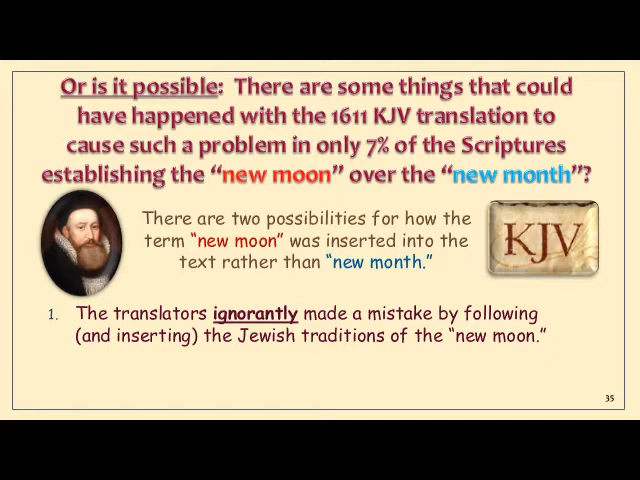 Or is it possible: There are some things that could
have happened with the 1611 KJV translation to
cause such a problem in only 7% of the Scriptures
establishing the “new moon” over the “new month”?
There are two possibilities for how the
term “new moon” was inserted into the
text rather than “new month.”
KJV
1. The translators ignorantly made a mistake by following
(and inserting) the Jewish traditions of the “new moon.”
35